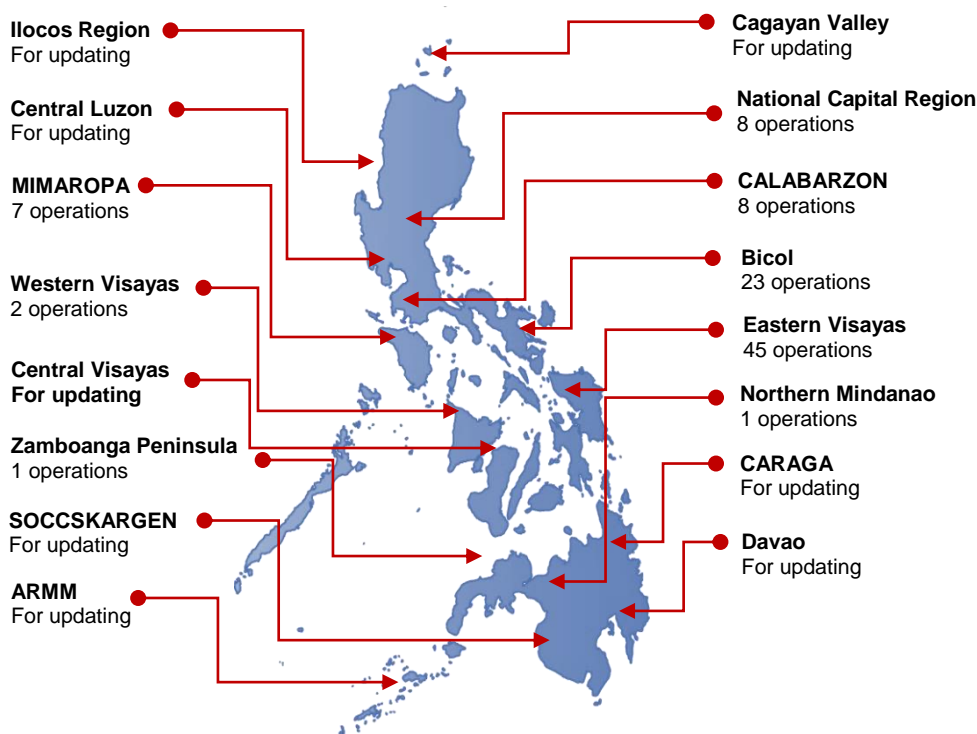 Ilocos Region
For updating
Central Luzon
For updating
MIMAROPA
7 operations
Western Visayas
2 operations
Central Visayas
For updating
Zamboanga Peninsula
1 operations
SOCCSKARGEN
For updating
ARMM
For updating
Cagayan Valley
For updating
National Capital Region
8 operations
CALABARZON
8 operations
Bicol
23 operations
Eastern Visayas
45 operations
Northern Mindanao
1 operations
CARAGA
For updating
Davao
For updating